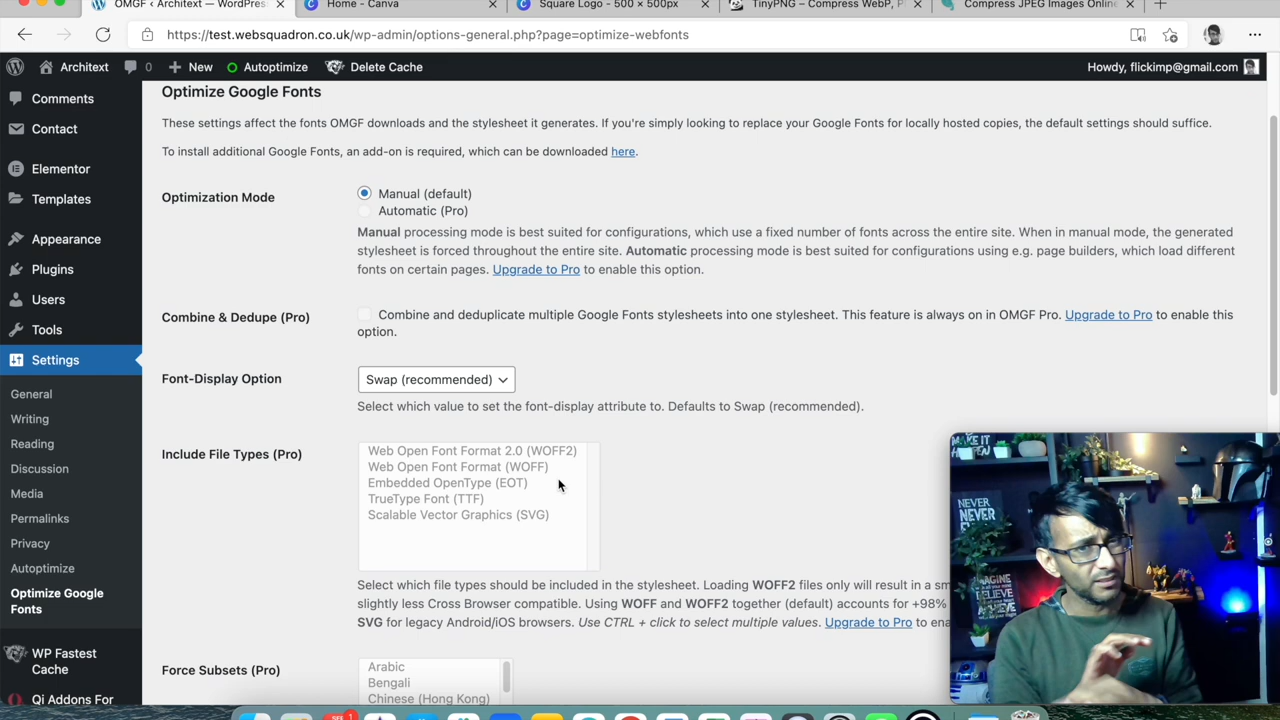 OMGF ‹ Architext — WordPress
Home - Canva
Square Logo - 500 × 500px
TinyPNG – Compress WebP, P
Compress JPEG Images Online
https://test.websquadron.co.uk/wp-admin/options-general.php?page=optimize-webfonts
Architext
0
New
Autoptimize
Delete Cache
Howdy, flickimp@gmail.com
Comments
Contact
Elementor
Templates
Appearance
Plugins
Users
Tools
Settings
General
Writing
Reading
Discussion
Media
Permalinks
Privacy
Autoptimize
Optimize Google
Fonts
WP Fastest
Cache
Qi Addons For
Optimize Google Fonts
These settings affect the fonts OMGF downloads and the stylesheet it generates. If you're simply looking to replace your Google Fonts for locally hosted copies, the default settings should suffice.
To install additional Google Fonts, an add-on is required, which can be downloaded here.
Optimization Mode
Manual (default)
Automatic (Pro)
Manual processing mode is best suited for configurations, which use a fixed number of fonts across the entire site. When in manual mode, the generated
stylesheet is forced throughout the entire site. Automatic processing mode is best suited for configurations using e.g. page builders, which load different
fonts on certain pages. Upgrade to Pro to enable this option.
Combine & Dedupe (Pro)
Combine and deduplicate multiple Google Fonts stylesheets into one stylesheet. This feature is always on in OMGF Pro. Upgrade to Pro to enable this
option.
Font-Display Option
Swap (recommended)
Select which value to set the font-display attribute to. Defaults to Swap (recommended).
Include File Types (Pro)
Web Open Font Format 2.0 (WOFF2)
Web Open Font Format (WOFF)
Embedded OpenType (EOT)
TrueType Font (TTF)
Scalable Vector Graphics (SVG)
Select which file types should be included in the stylesheet. Loading WOFF2 files only will result in a sm
slightly less Cross Browser compatible. Using WOFF and WOFF2 together (default) accounts for +98%
SVG for legacy Android/iOS browsers. Use CTRL + click to select multiple values. Upgrade to Pro to ena
Force Subsets (Pro)
Arabic
Bengali
Chinese (Hong Kong)
MAKE IT
NEVER
NEVER
IMAGINE
BELIEVE